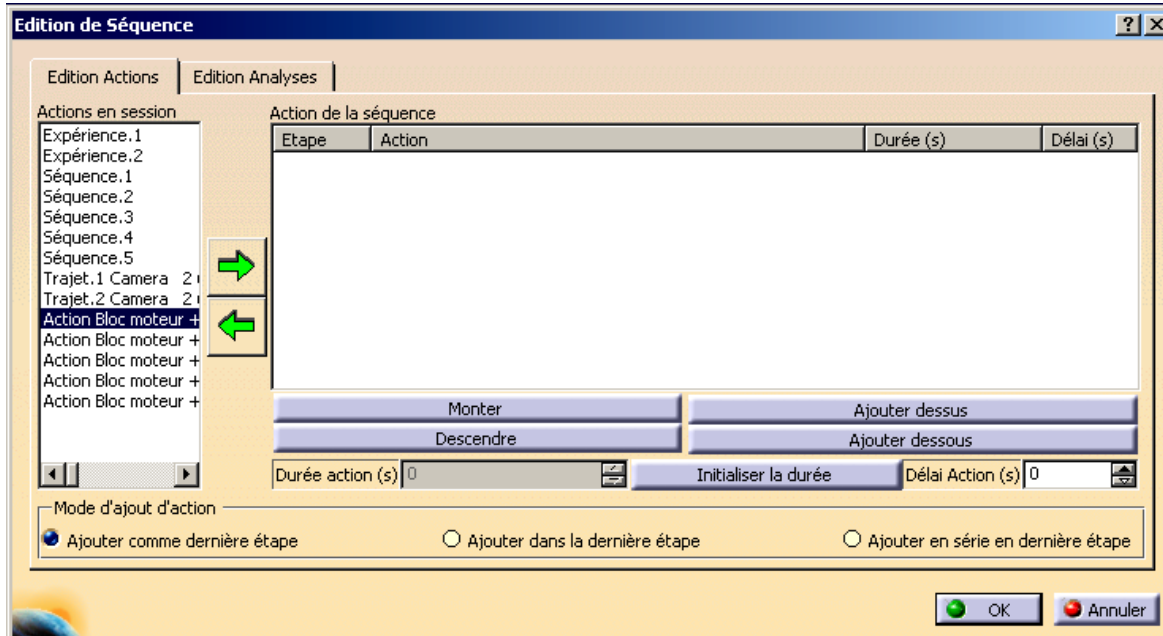 Edition de Séquence
Edition Actions Edition Analyses
Actions en session
Expérience.1
Expérience.2
Séquence.1
Séquence.2
Séquence.3
Séquence.4
Séquence.5
Trajet.1 Camera 2
Trajet.2 Camera 2
Action Bloc moteur +
Action Bloc moteur +
Action Bloc moteur +
Action Bloc moteur +
Action Bloc moteur +
Action de la séquence
Etape Action Durée (s) Délai (s)
Monter Ajouter dessus
Descendre Ajouter dessous
Durée action (s) 0 Initialiser la durée Délai Action (s) 0
Mode d'ajout d'action
Ajouter comme dernière étape Ajouter dans la dernière étape Ajouter en série en dernière étape
OK Annuler